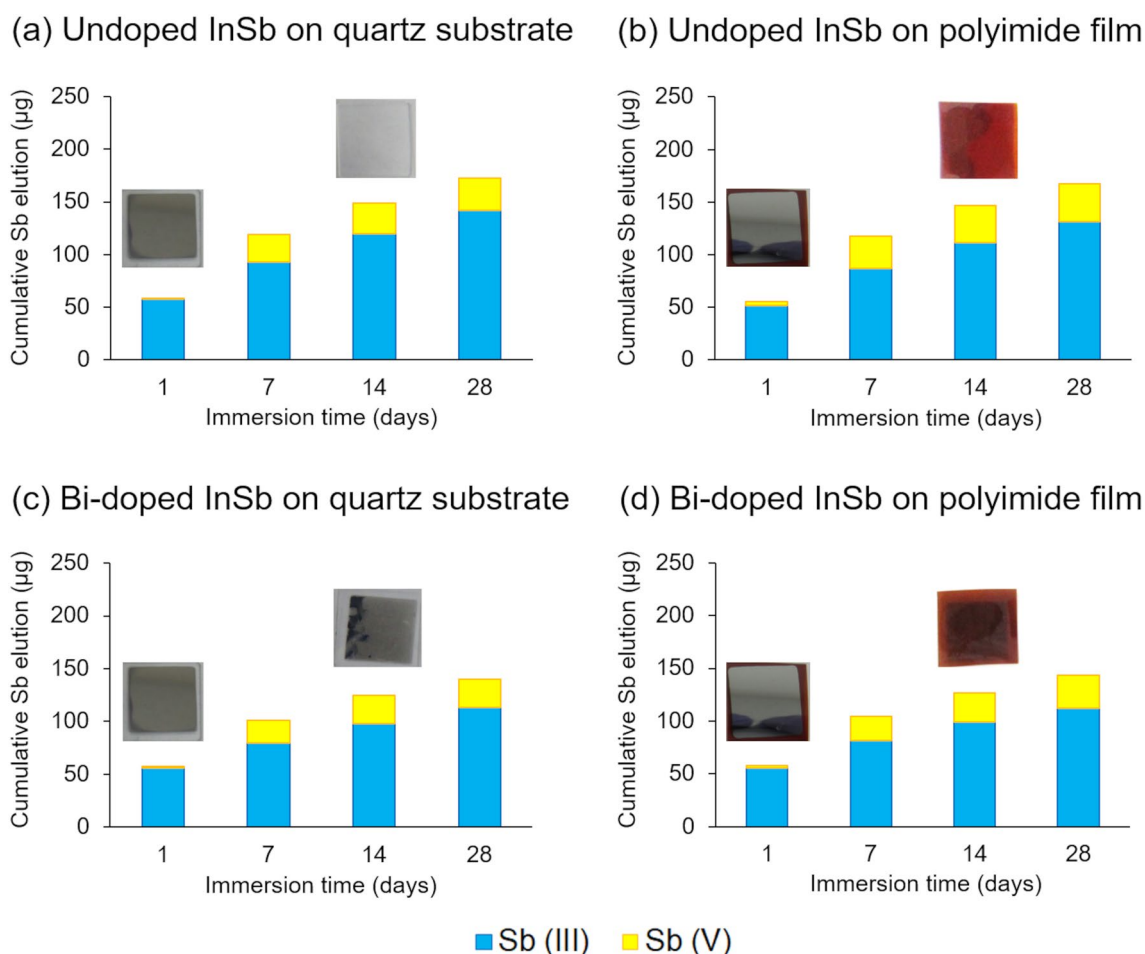 (a) Undoped InSb on quartz substrate
Cumulative Sb elution (µg)
250
200
150
100
50
0
1 7 14 28
Immersion time (days)
(b) Undoped InSb on polyimide film
Cumulative Sb elution (µg)
250
200
150
100
50
0
1 7 14 28
Immersion time (days)
(c) Bi-doped InSb on quartz substrate
Cumulative Sb elution (µg)
250
200
150
100
50
0
1 7 14 28
Immersion time (days)
(d) Bi-doped InSb on polyimide film
Cumulative Sb elution (µg)
250
200
150
100
50
0
1 7 14 28
Immersion time (days)
Sb (III) Sb (V)